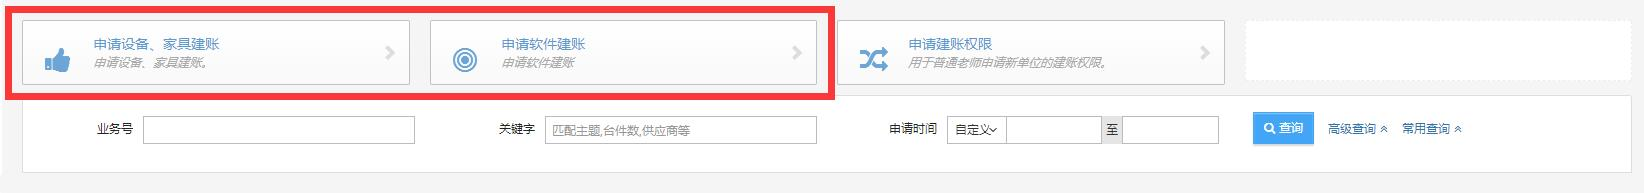 申请设备、家具建账
申请设备、家具建账。
申请软件建账
申请软件建账
申请建账权限
用于普通老师申请新单位的建账权限。
业务号
关键字 匹配主题,台件数,供应商等
申请时间 自定义 至
查询 高级查询 常用查询